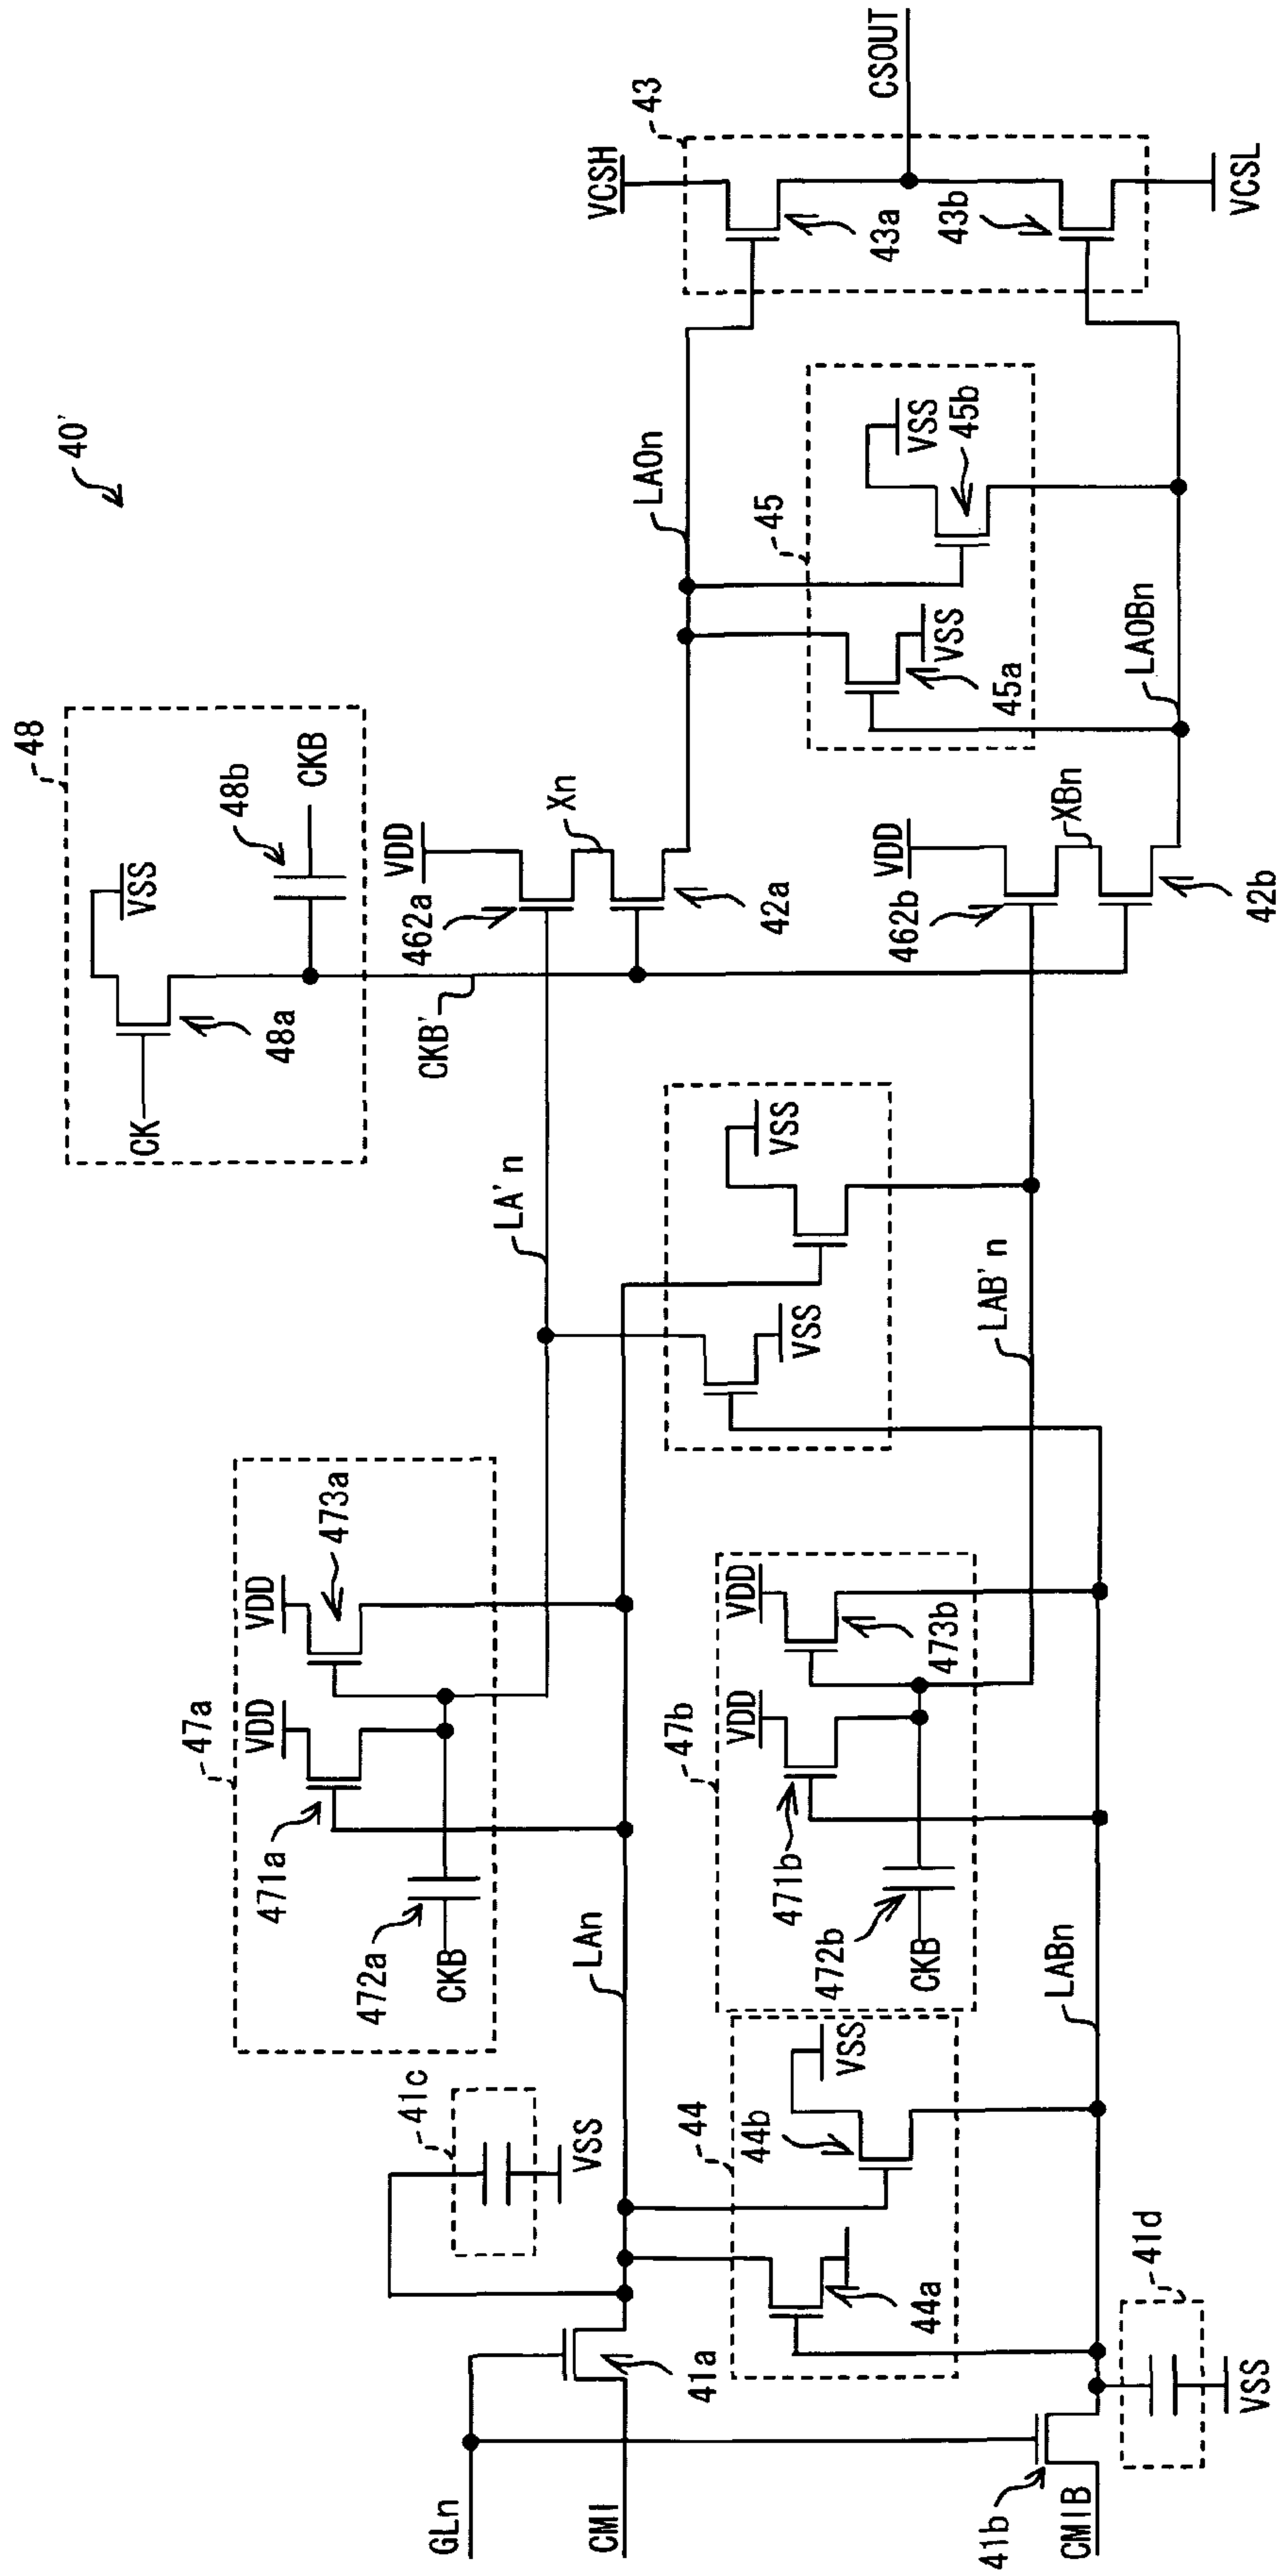 40'
48
CK
VSS
48a
48b
CKB
CKB'
47a
VDD
VDD
473a
471a
472a
CKB
LA'n
VDD
462a
Xn
42a
LAOn
VCSH
43
43a
43b
CSOUT
VCSL
41c
VSS
LAn
GLn
CMI
41a
44
44a
44b
VSS
47b
VDD
VDD
471b
473b
472b
CKB
VSS
VSS
LAB'n
VDD
462b
XBn
42b
45
VSS
45b
VSS
45a
LAOBn
LABn
41b
CMIB
41d
VSS